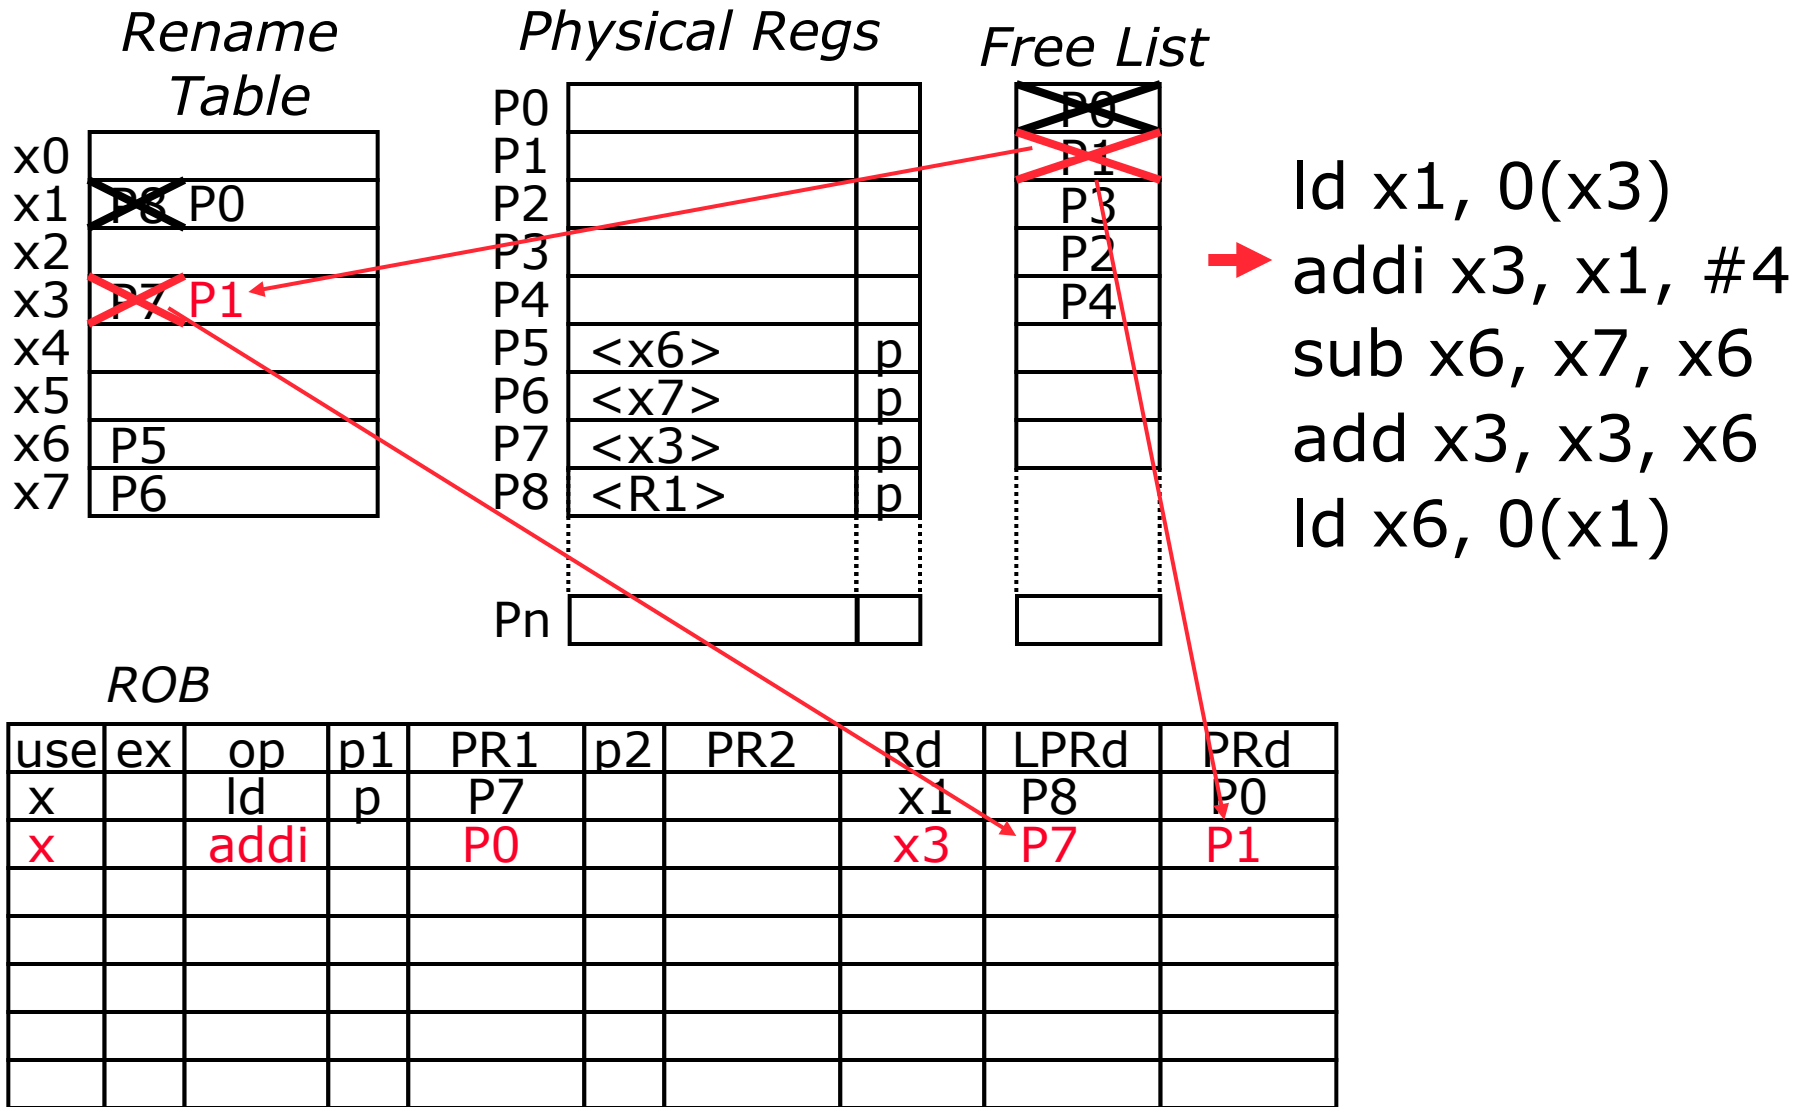 Rename Table
Physical Regs
Free List
x0
x1 P8 P0
x2
x3 P7 P1
x4
x5
x6 P5
x7 P6
P0
P1
P2
P3
P4
P5 <x6> p
P6 <x7> p
P7 <x3> p
P8 <R1> p
Pn
P0
P1
P3
P2
P4
ld x1, 0(x3)
addi x3, x1, #4
sub x6, x7, x6
add x3, x3, x6
ld x6, 0(x1)
ROB
use ex op p1 PR1 p2 PR2 Rd LPRd PRd
x ld p P7 x1 P8 P0
x addi P0 x3 P7 P1